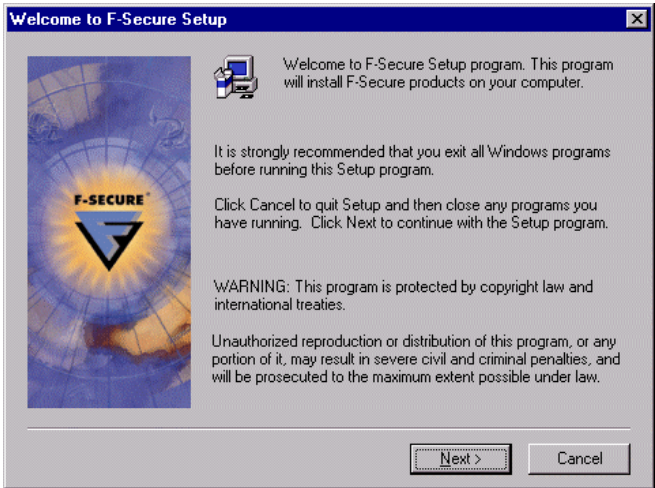 Welcome to F-Secure Setup
Welcome to F-Secure Setup program. This program
will install F-Secure products on your computer.
It is strongly recommended that you exit all Windows programs
before running this Setup program.
Click Cancel to quit Setup and then close any programs you
have running. Click Next to continue with the Setup program.
F-SECURE
WARNING: This program is protected by copyright law and
international treaties.
Unauthorized reproduction or distribution of this program, or any
portion of it, may result in severe civil and criminal penalties, and
will be prosecuted to the maximum extent possible under law.
Next >
Cancel